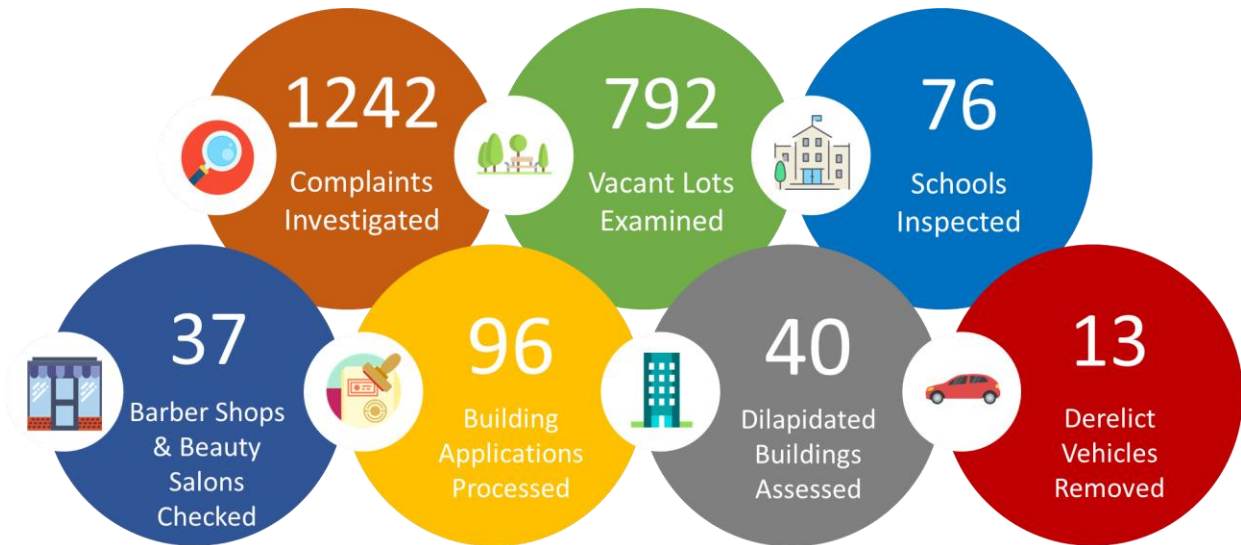 1242
Complaints
Investigated
792
Vacant Lots
Examined
76
Schools
Inspected
37
Barber Shops
& Beauty
Salons
Checked
96
Building
Applications
Processed
40
Dilapidated
Buildings
Assessed
13
Derelict
Vehicles
Removed